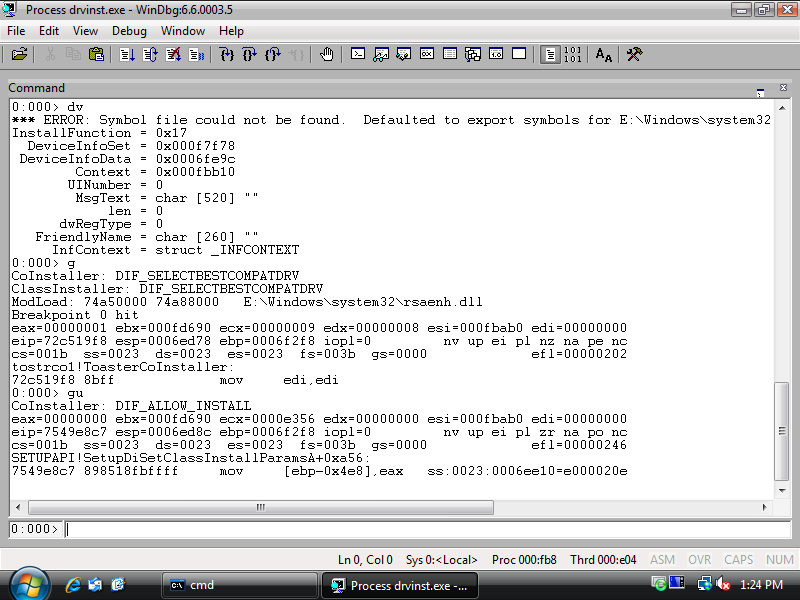 Process drvinst.exe - WinDbg:6.6.0003.5
File Edit View Debug Window Help
Command
0:000> dv
*** ERROR: Symbol file could not be found.  Defaulted to export symbols for E:\Windows\system32
InstallFunction = 0x17
DeviceInfoSet = 0x000f7f78
DeviceInfoData = 0x0006fe9c
Context = 0x000fbb10
UINumber = 0
MsgText = char [520] ""
len = 0
dwRegType = 0
FriendlyName = char [260] ""
InfContext = struct _INFCONTEXT
0:000> g
CoInstaller: DIF_SELECTBESTCOMPATDRV
ClassInstaller: DIF_SELECTBESTCOMPATDRV
ModLoad: 74a50000 74a88000   E:\Windows\system32\rsaenh.dll
Breakpoint 0 hit
eax=00000001 ebx=000fd690 ecx=00000009 edx=00000008 esi=000fbab0 edi=00000000
eip=72c519f8 esp=0006ed78 ebp=0006f2f8 iopl=0         nv up ei pl nz na pe nc
cs=001b  ss=0023  ds=0023  es=0023  fs=003b  gs=0000             efl=00000202
tostrco1!ToasterCoInstaller:
72c519f8 8bff            mov     edi,edi
0:000> gu
CoInstaller: DIF_ALLOW_INSTALL
eax=00000000 ebx=000fd690 ecx=0000e356 edx=00000000 esi=000fbab0 edi=00000000
eip=7549e8c7 esp=0006ed8c ebp=0006f2f8 iopl=0         nv up ei pl zr na po nc
cs=001b  ss=0023  ds=0023  es=0023  fs=003b  gs=0000             efl=00000246
SETUPAPI!SetupDiSetClassInstallParamsA+0xa56:
7549e8c7 898518fbffff    mov     [ebp-0x4e8],eax   ss:0023:0006ee10=e000020e
0:000>
Ln 0, Col 0 Sys 0:<Local> Proc 000:fb8 Thrd 000:e04 ASM OVR CAPS NUM
cmd
Process drvinst.exe -...
1:24 PM